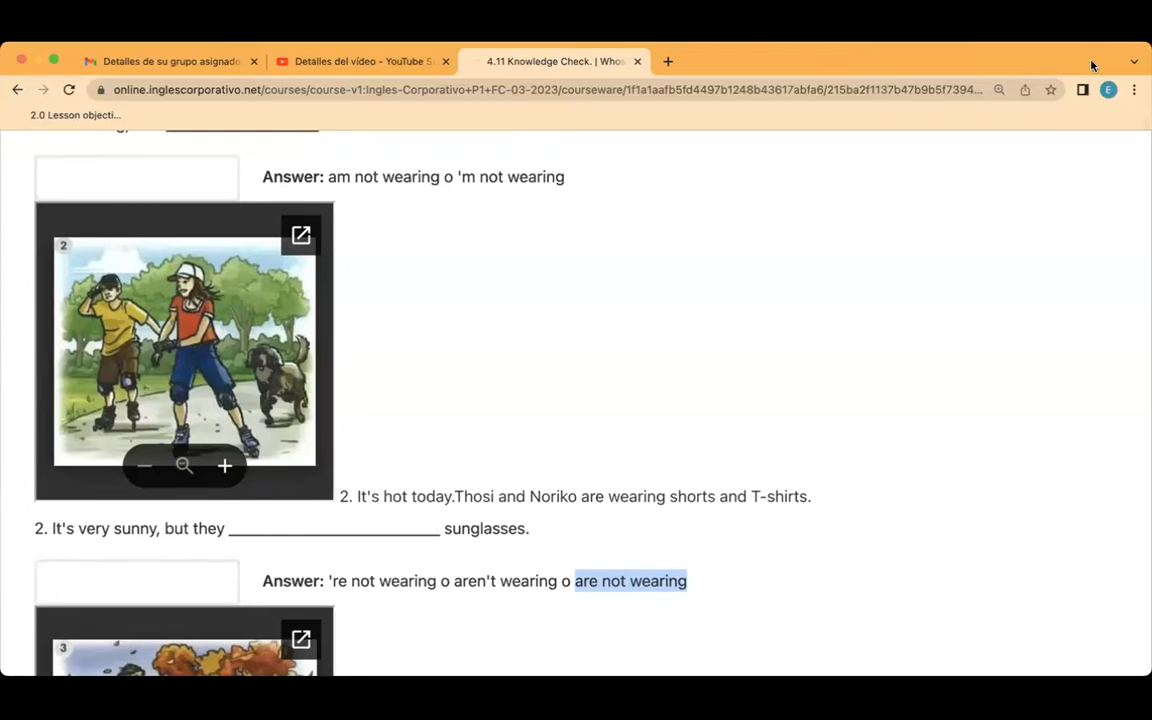 Detalles de su grupo asignado
Detalles del vídeo - YouTube S
4.11 Knowledge Check. | Whos
online.inglescorporativo.net/courses/course-v1:Ingles-Corporativo+P1+FC-03-2023/courseware/1f1a1aafb5fd4497b1248b43617abfa6/215ba2f1137b47b9b5f7394...
E
2.0 Lesson objecti...
Answer: am not wearing o 'm not wearing
2
2. It's hot today.Thosi and Noriko are wearing shorts and T-shirts.
2. It's very sunny, but they ________________________ sunglasses.
Answer: 're not wearing o aren't wearing o are not wearing
3